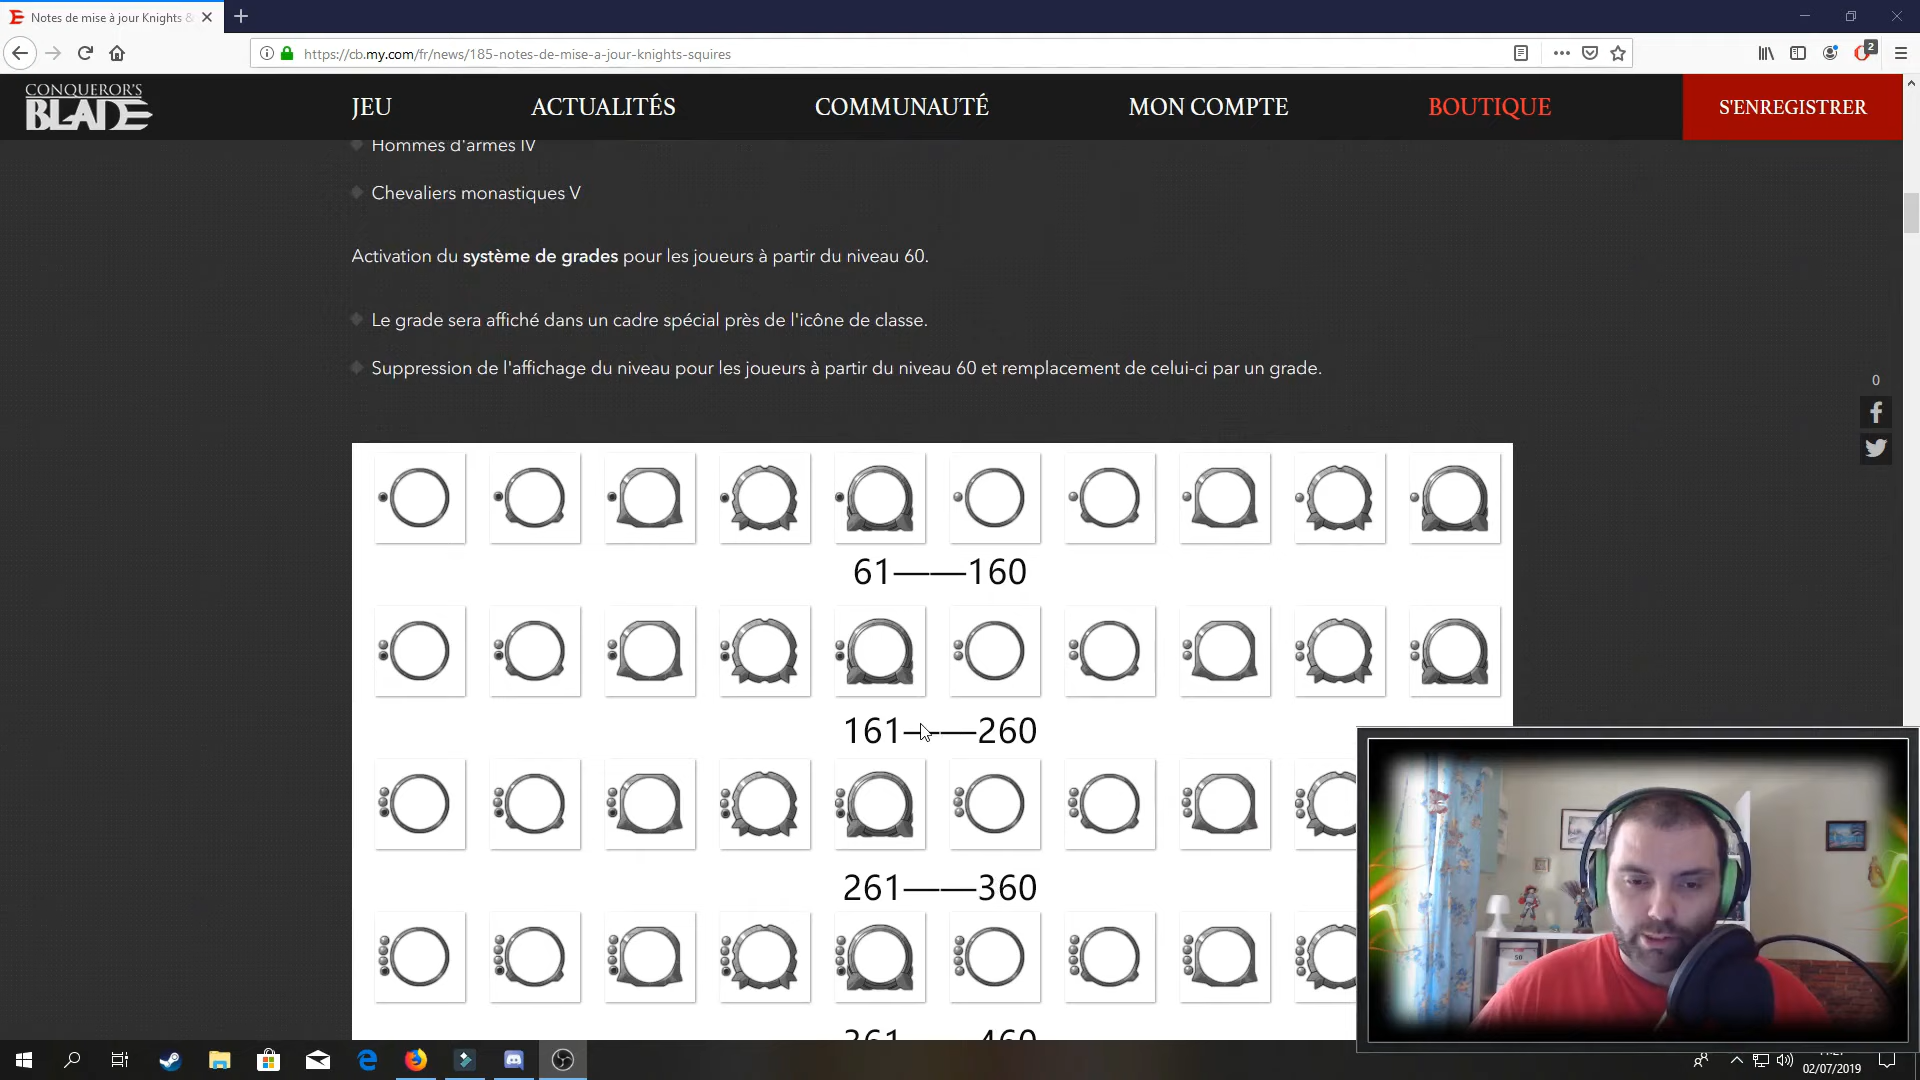 Notes de mise à jour Knights &
https://cb.my.com/fr/news/185-notes-de-mise-a-jour-knights-squires
2
CONQUEROR'S
BLADE
JEU
ACTUALITÉS
COMMUNAUTÉ
MON COMPTE
BOUTIQUE
S'ENREGISTRER
Hommes d'armes IV
Chevaliers monastiques V
Activation du système de grades pour les joueurs à partir du niveau 60.
Le grade sera affiché dans un cadre spécial près de l'icône de classe.
Suppression de l'affichage du niveau pour les joueurs à partir du niveau 60 et remplacement de celui-ci par un grade.
0
61——160
161——260
261——360
361——460
50
02/07/2019